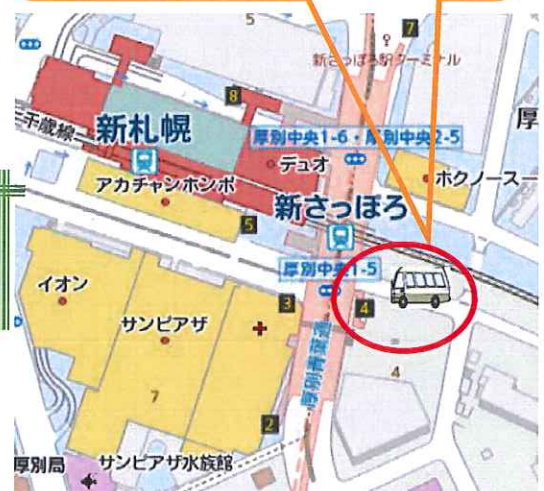 5
7
新さっぽろ駅ターミナル
8
厚
千歳線
新札幌
厚別中央1-6・厚別中央2-5
デュオ
アカチャンホンポ
ホクノースー
新さっぽろ
5
厚別中央1-5
イオン
3
4
サンピアザ
厚別青葉通
4
7
2
厚別局
サンピアザ水族館